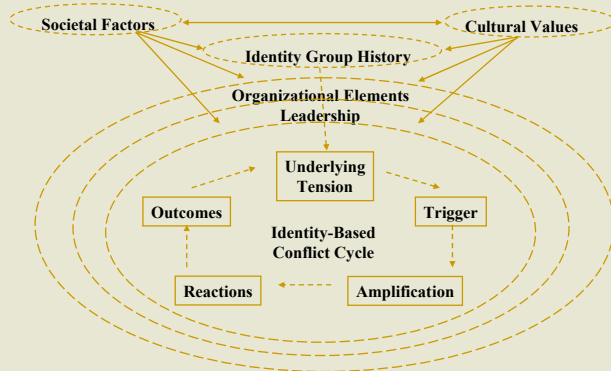 Societal Factors
Cultural Values
Identity Group History
Organizational Elements
Leadership
Underlying
Tension
Outcomes
Trigger
Identity-Based
Conflict Cycle
Reactions
Amplification